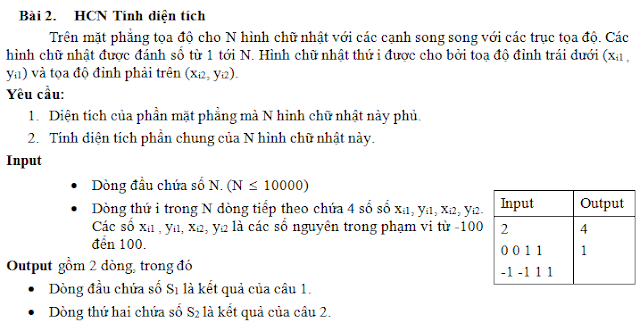 Bài 2. HCN Tính diện tích
Trên mặt phẳng tọa độ cho N hình chữ nhật với các cạnh song song với các trục tọa độ. Các
hình chữ nhật được đánh số từ 1 tới N. Hình chữ nhật thứ i được cho bởi toạ độ đỉnh trái dưới (xi1 ,
yi1) và tọa độ đỉnh phải trên (xi2, yi2).
Yêu cầu:
1. Diện tích của phần mặt phẳng mà N hình chữ nhật này phủ.
2. Tính diện tích phần chung của N hình chữ nhật này.
Input
• Dòng đầu chứa số N. (N ≤ 10000)
• Dòng thứ i trong N dòng tiếp theo chứa 4 số số xi1, yi1, xi2, yi2.
Các số xi1 , yi1, xi2, yi2 là các số nguyên trong phạm vi từ -100
đến 100.
Output gồm 2 dòng, trong đó
• Dòng đầu chứa số S1 là kết quả của câu 1.
• Dòng thứ hai chứa số S2 là kết quả của câu 2.
Input Output
2 4
0 0 1 1 1
-1 -1 1 1